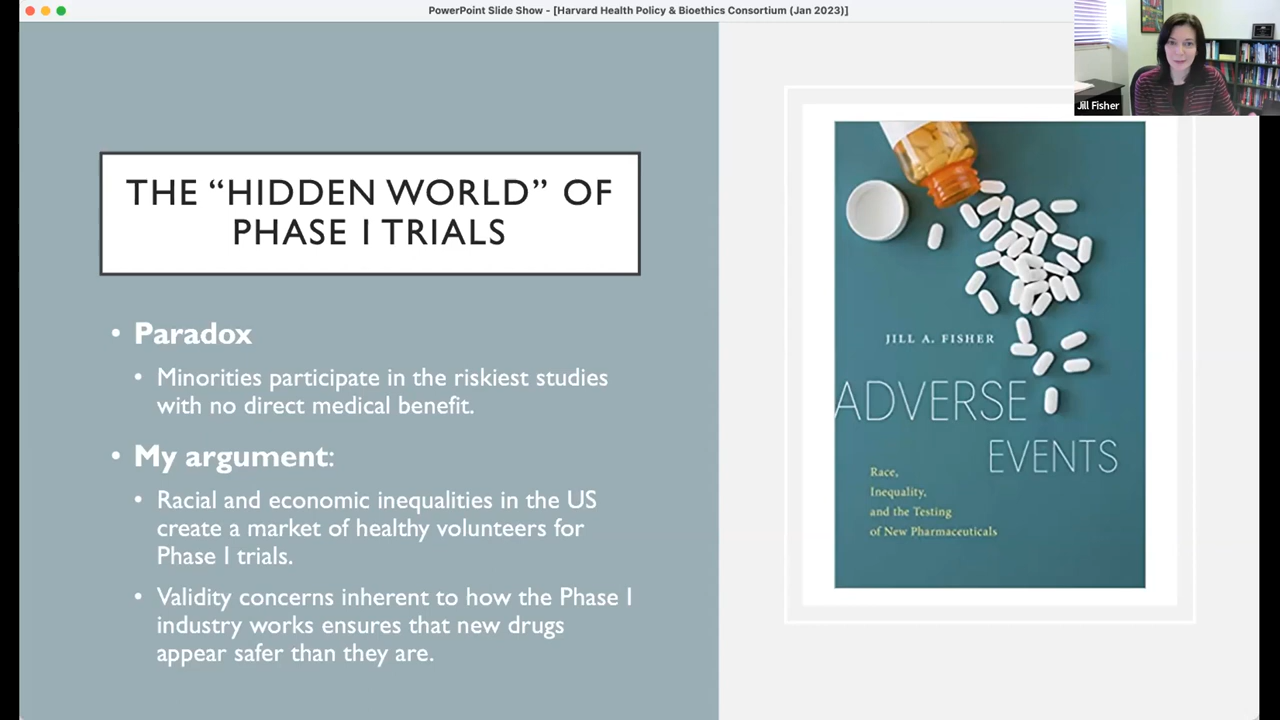 PowerPoint Slide Show - [Harvard Health Policy & Bioethics Consortium (Jan 2023)]
Jill Fisher
THE “HIDDEN WORLD” OF
PHASE I TRIALS
• Paradox
• Minorities participate in the riskiest studies
with no direct medical benefit.
• My argument:
• Racial and economic inequalities in the US
create a market of healthy volunteers for
Phase I trials.
• Validity concerns inherent to how the Phase I
industry works ensures that new drugs
appear safer than they are.
JILL A. FISHER
ADVERSE
EVENTS
Race,
Inequality,
and the Testing
of New Pharmaceuticals